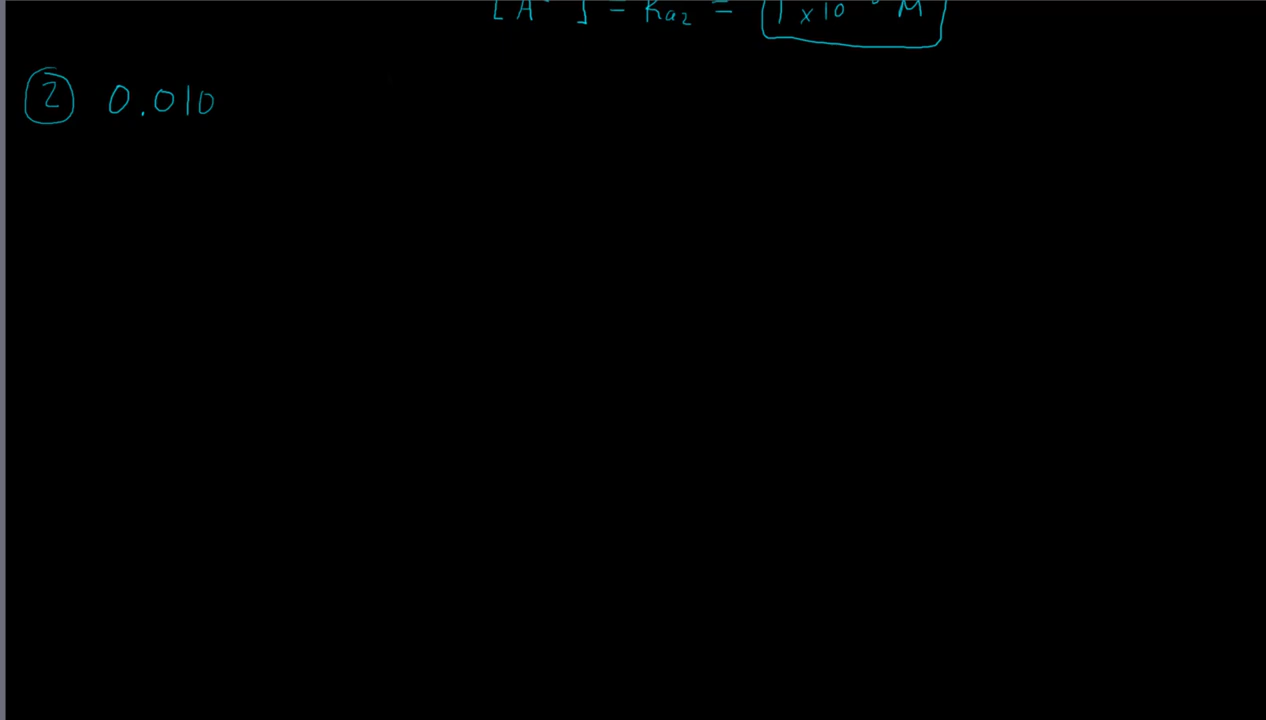 [A ] = Ka2 = 1 x 10 M
② 0.010